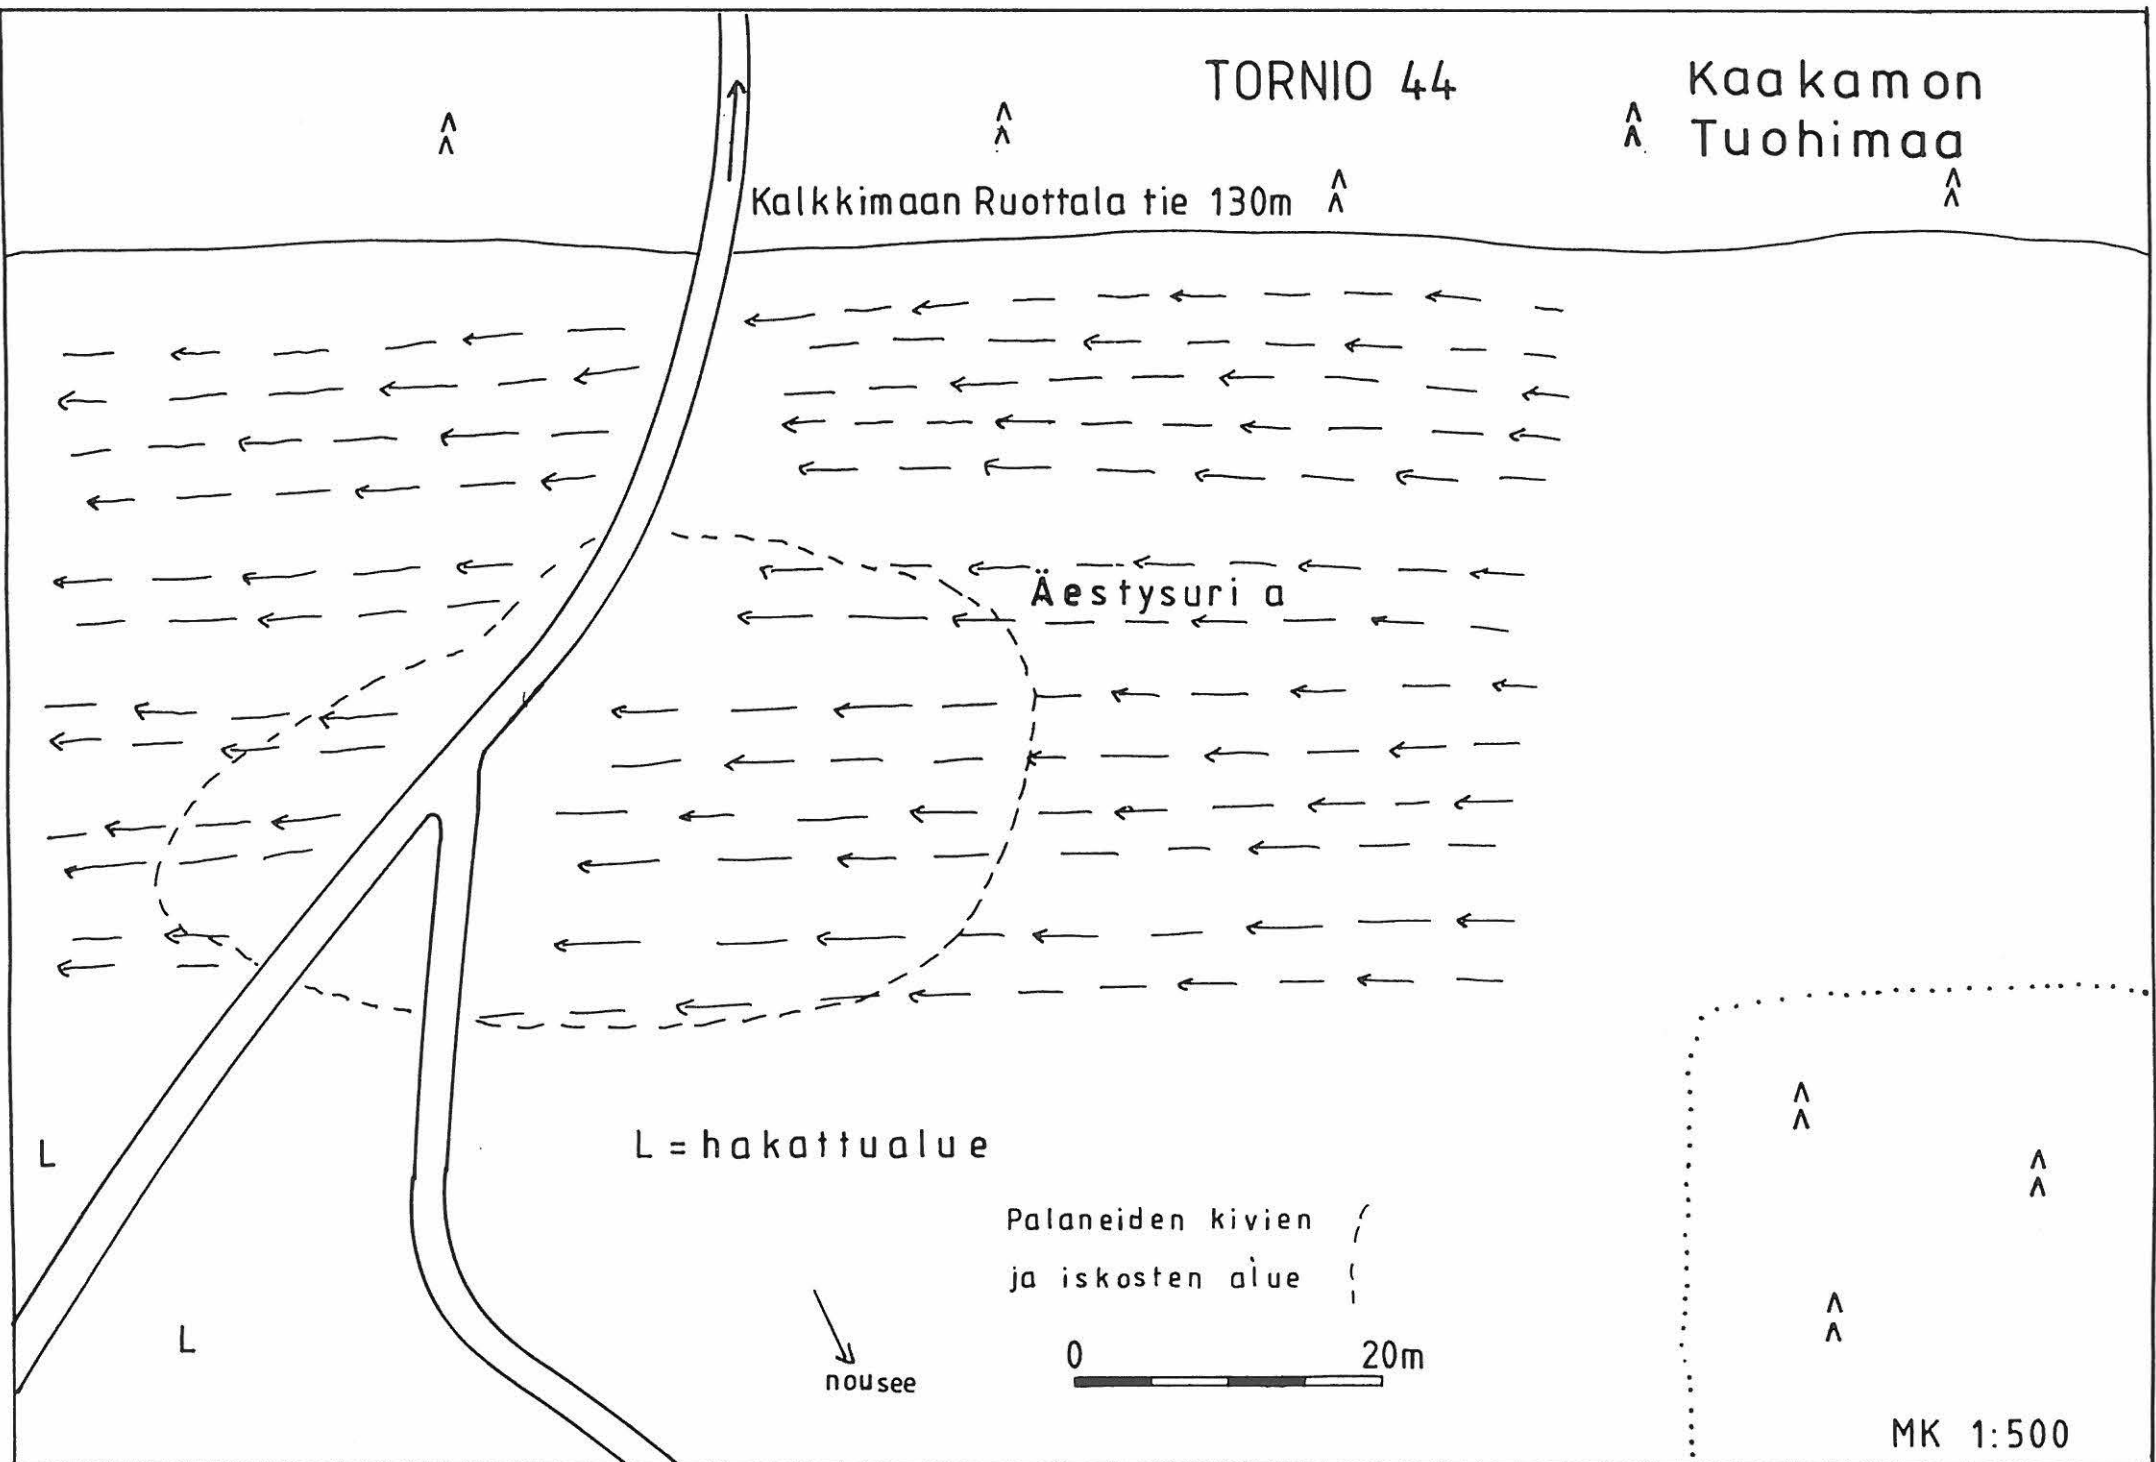 TORNIO 44
Kaakamon
Tuohimaa
Kalkkimaan Ruottala tie 130m
Äestysuria
L = hakattualue
L
Palaneiden kivien
ja iskosten alue
L
nousee
0 20m
MK 1:500